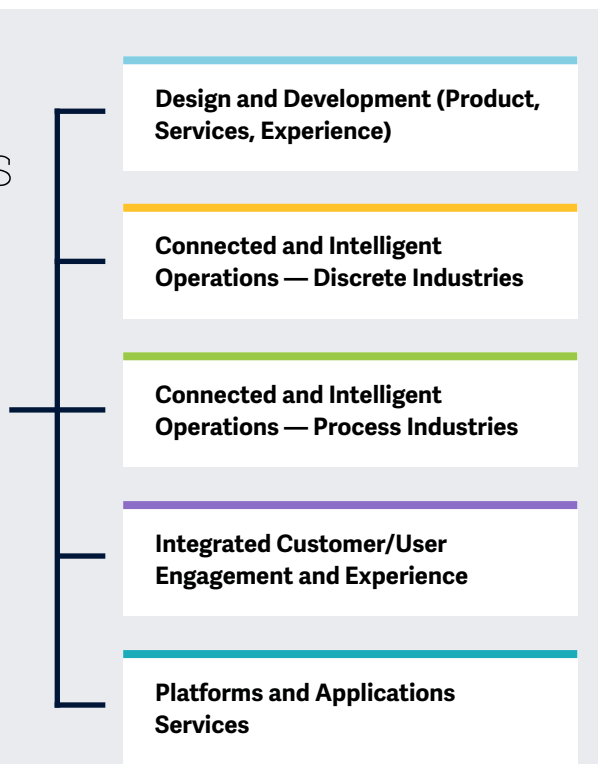 Design and Development (Product,
Services, Experience)
Connected and Intelligent
Operations — Discrete Industries
Connected and Intelligent
Operations — Process Industries
Integrated Customer/User
Engagement and Experience
Platforms and Applications
Services